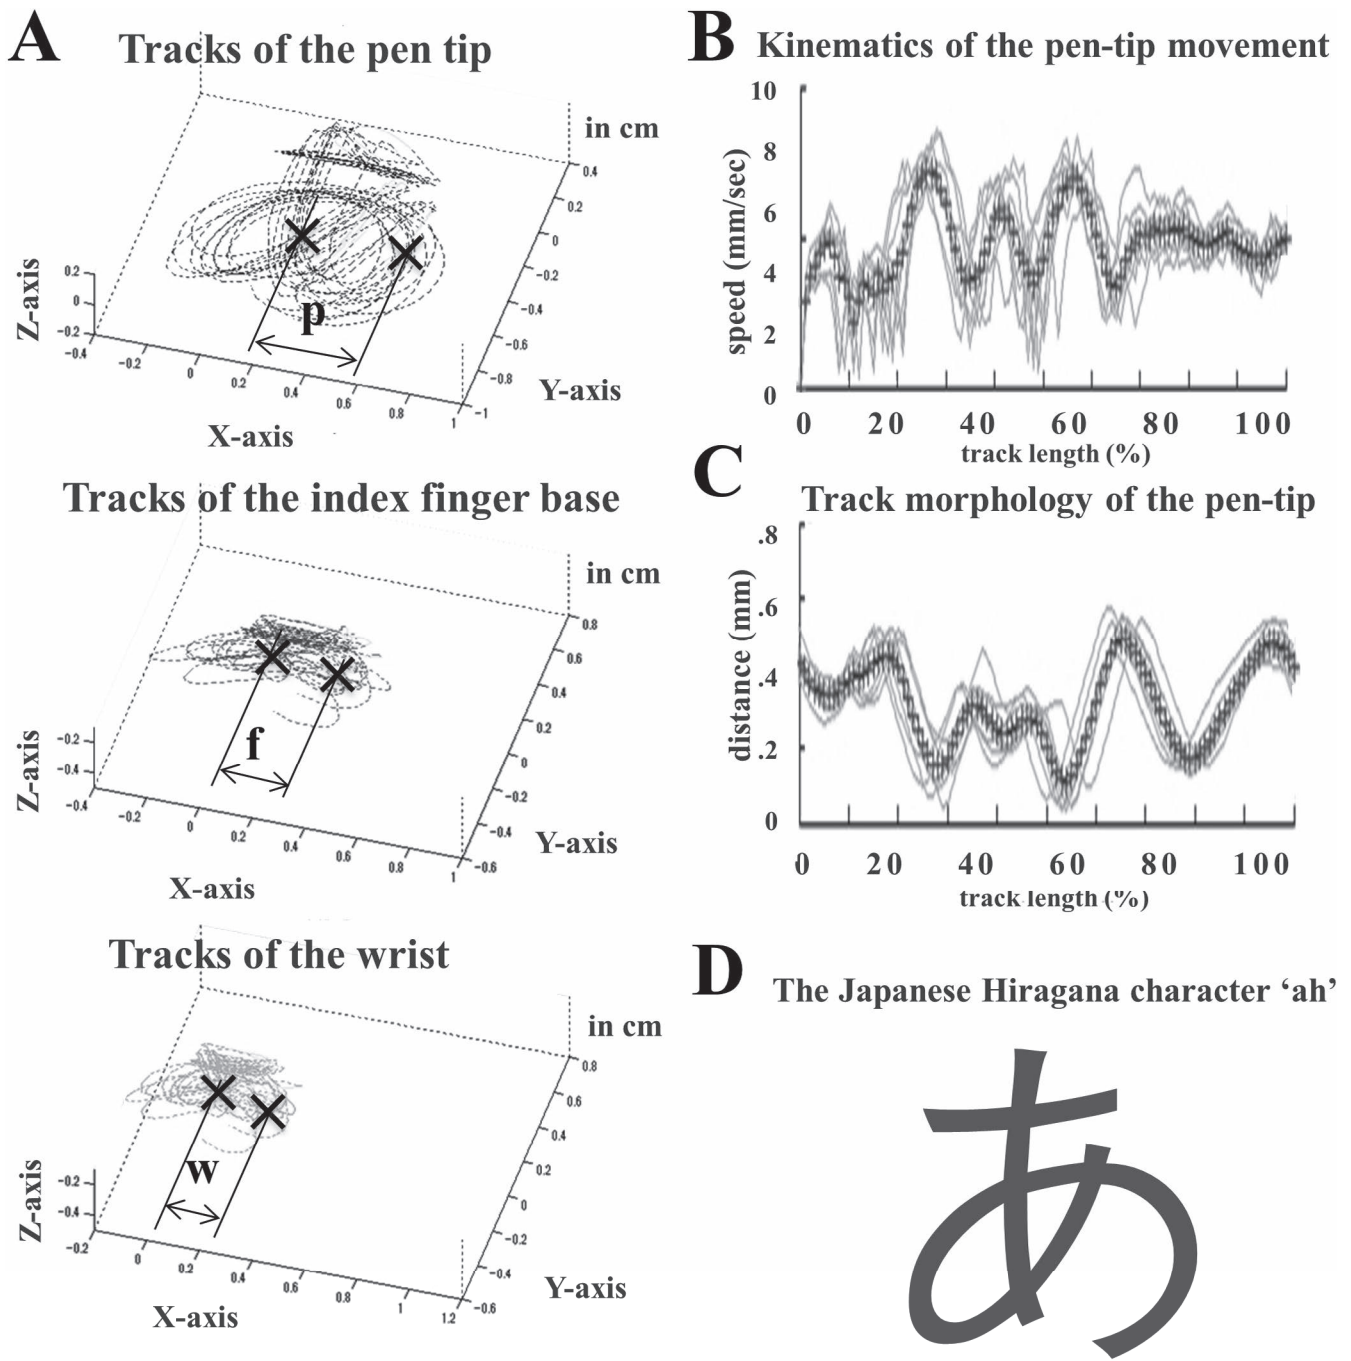 A
Tracks of the pen tip
in cm
0.4
0.2
0
-0.2
-0.4
-0.6
-0.8
-1
Y-axis
Z-axis
0.2
0
-0.2
-0.4
-0.2
0
0.2
0.4
0.6
0.8
1
X-axis
p
Tracks of the index finger base
in cm
0.8
0.6
0.4
0.2
0
-0.2
-0.4
-0.6
Y-axis
Z-axis
-0.2
-0.4
-0.4
-0.2
0
0.2
0.4
0.6
0.8
1
X-axis
f
Tracks of the wrist
in cm
0.8
0.6
0.4
0.2
0
-0.2
-0.4
-0.6
Y-axis
Z-axis
-0.2
-0.4
-0.2
0
0.2
0.4
0.6
0.8
1
1.2
X-axis
w
B
Kinematics of the pen-tip movement
speed (mm/sec)
10
8
6
4
2
0
0 20 40 60 80 100
track length (%)
C
Track morphology of the pen-tip
distance (mm)
.8
.6
.4
.2
0
0 20 40 60 80 100
track length (%)
D
The Japanese Hiragana character ‘ah’
あ